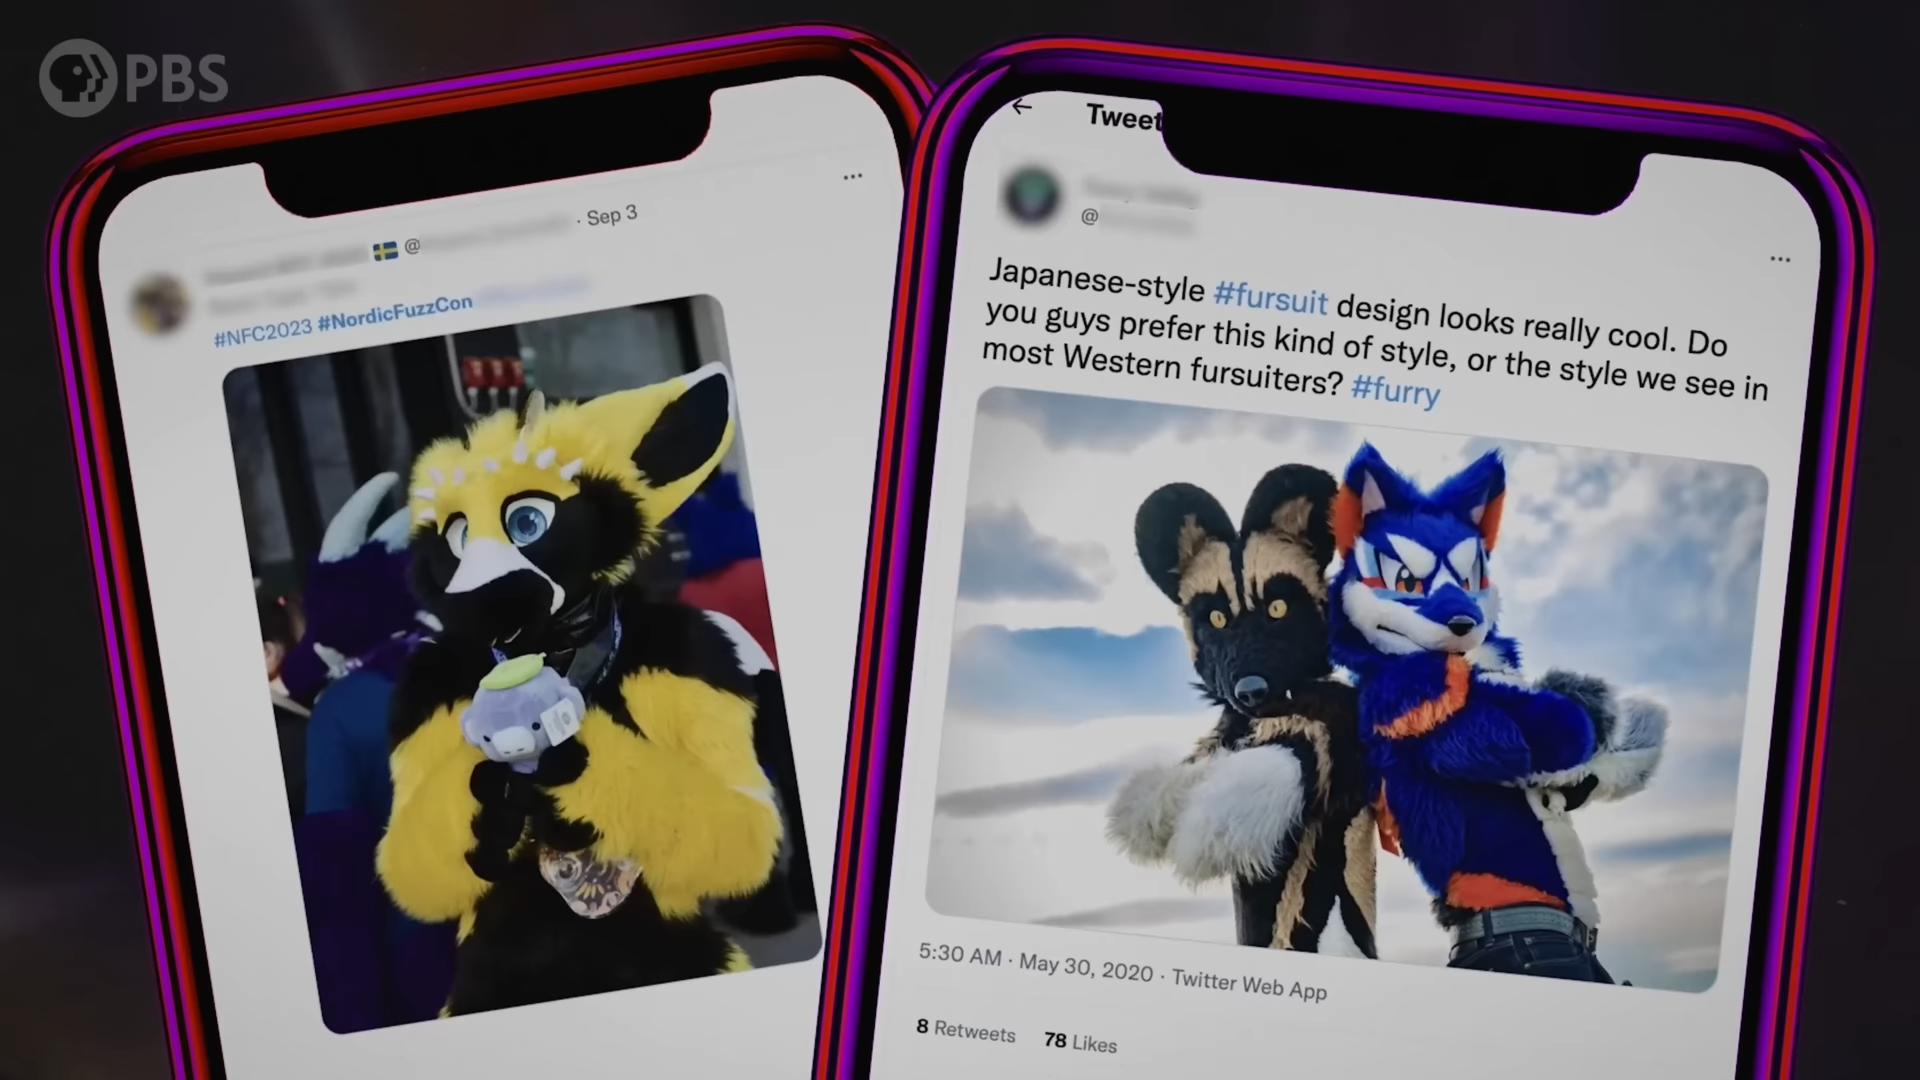 PBS
@ · Sep 3
#NFC2023 #NordicFuzzCon
Tweet
@
Japanese-style #fursuit design looks really cool. Do
you guys prefer this kind of style, or the style we see in
most Western fursuiters? #furry
5:30 AM · May 30, 2020 · Twitter Web App
8 Retweets 78 Likes